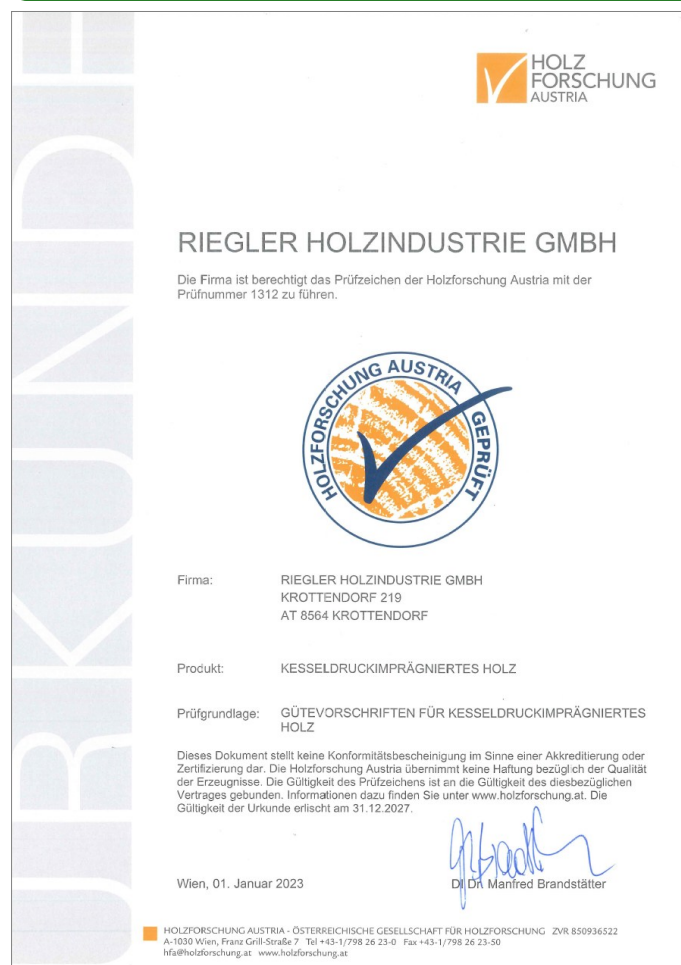 URKUNDE
HOLZ
FORSCHUNG
AUSTRIA
RIEGLER HOLZINDUSTRIE GMBH
Die Firma ist berechtigt das Prüfzeichen der Holzforschung Austria mit der
Prüfnummer 1312 zu führen.
HOLZFORSCHUNG AUSTRIA GEPRÜFT
Firma: RIEGLER HOLZINDUSTRIE GMBH
KROTTENDORF 219
AT 8564 KROTTENDORF
Produkt: KESSELDRUCKIMPRÄGNIERTES HOLZ
Prüfgrundlage: GÜTEVORSCHRIFTEN FÜR KESSELDRUCKIMPRÄGNIERTES
HOLZ
Dieses Dokument stellt keine Konformitätsbescheinigung im Sinne einer Akkreditierung oder
Zertifizierung dar. Die Holzforschung Austria übernimmt keine Haftung bezüglich der Qualität
der Erzeugnisse. Die Gültigkeit des Prüfzeichens ist an die Gültigkeit des diesbezüglichen
Vertrages gebunden. Informationen dazu finden Sie unter www.holzforschung.at. Die
Gültigkeit der Urkunde erlischt am 31.12.2027.
Wien, 01. Januar 2023
DI Dr. Manfred Brandstätter
HOLZFORSCHUNG AUSTRIA - ÖSTERREICHISCHE GESELLSCHAFT FÜR HOLZFORSCHUNG ZVR 850936522
A-1030 Wien, Franz Grill-Straße 7 Tel +43-1/798 26 23-0 Fax +43-1/798 26 23-50
hfa@holzforschung.at www.holzforschung.at